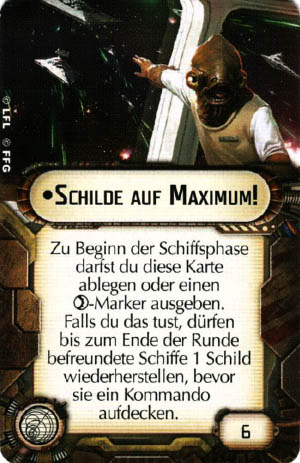 © LFL © FFG
•SCHILDE AUF MAXIMUM!
Zu Beginn der Schiffsphase
darfst du diese Karte
ablegen oder einen
-Marker ausgeben.
Falls du das tust, dürfen
bis zum Ende der Runde
befreundete Schiffe 1 Schild
wiederherstellen, bevor
sie ein Kommando
aufdecken.
6